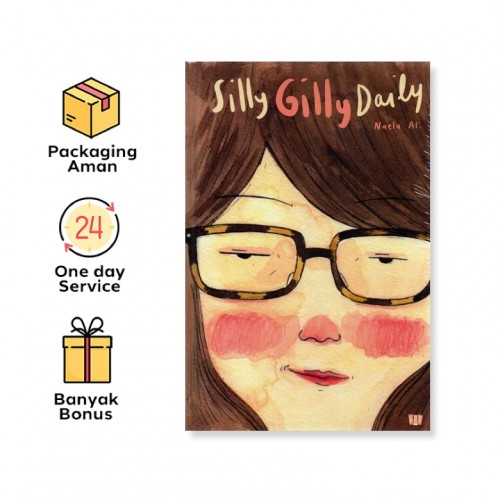 Silly Gilly Daily
Naela Ali
Packaging
Aman
24
One day
Service
Banyak
Bonus